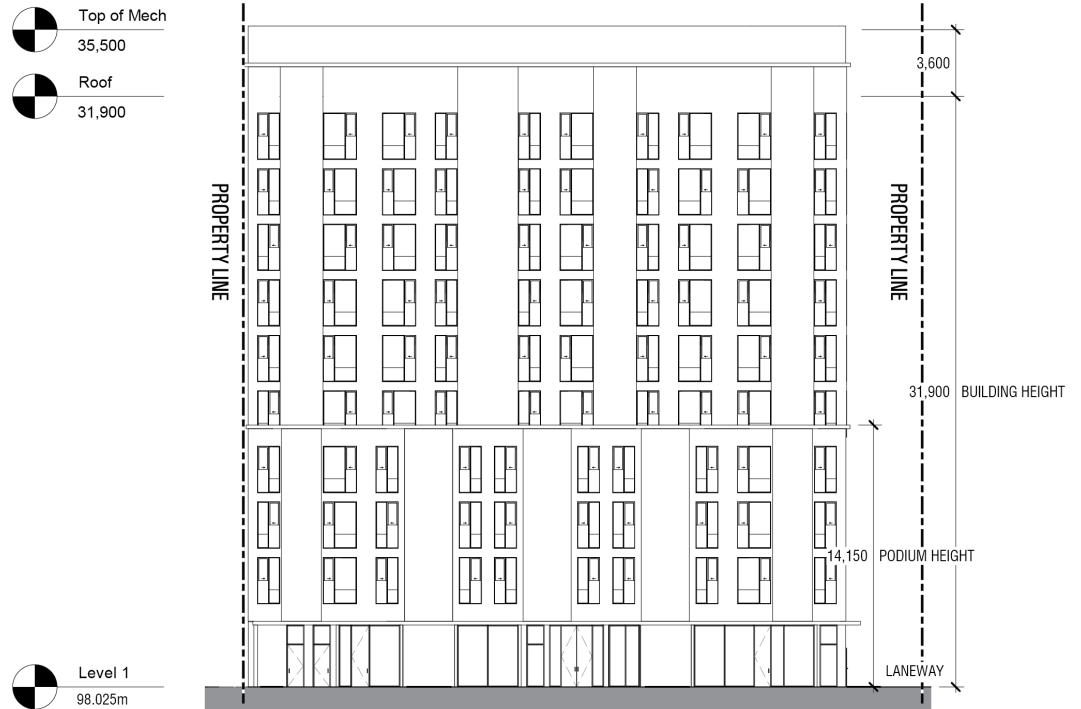 Top of Mech
35,500
Roof
31,900
3,600
PROPERTY LINE
PROPERTY LINE
31,900 BUILDING HEIGHT
14,150 PODIUM HEIGHT
LANEWAY
Level 1
98.025m